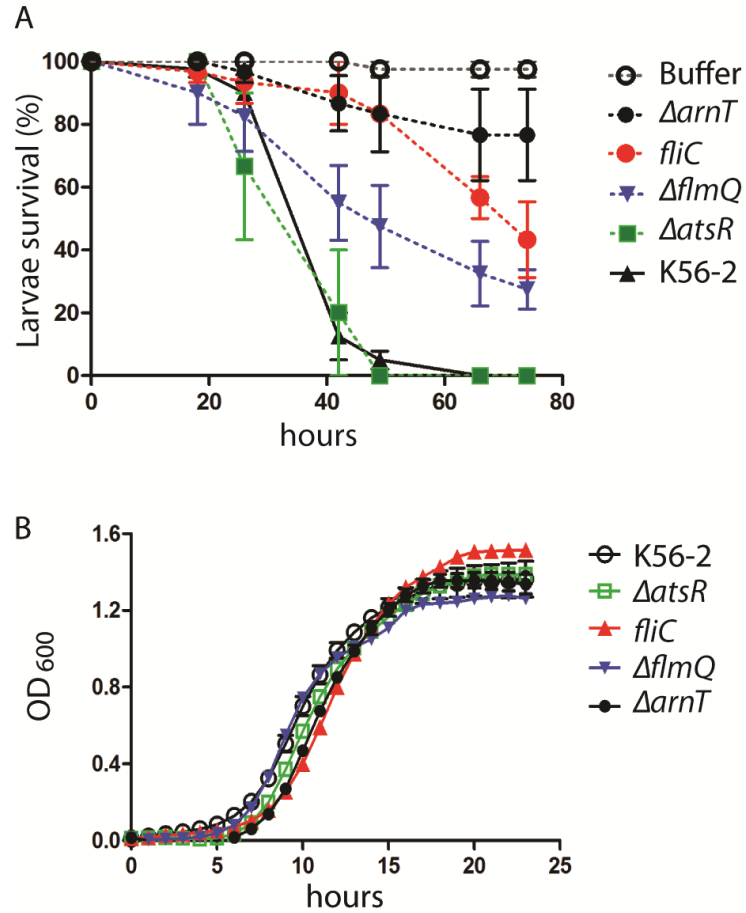 A
Larvae survival (%)
100
80
60
40
20
0
0 20 40 60 80
hours
Buffer
ΔarnT
fliC
ΔflmQ
ΔatsR
K56-2
B
OD600
1.6
1.2
0.8
0.4
0.0
0 5 10 15 20 25
hours
K56-2
ΔatsR
fliC
ΔflmQ
ΔarnT